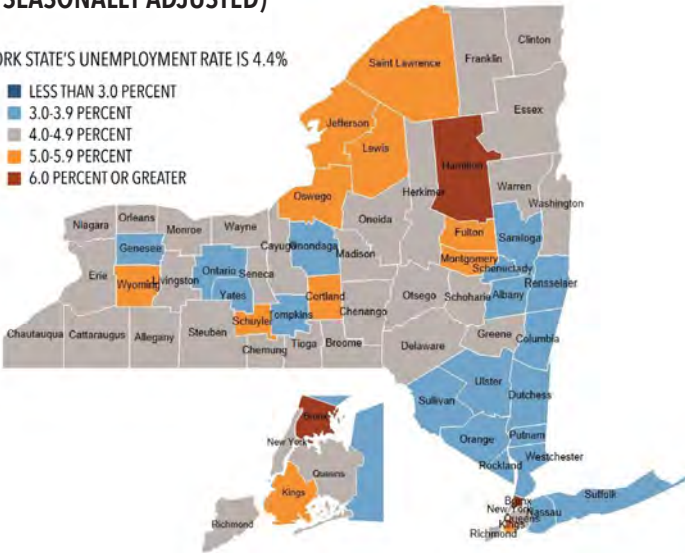 SEASONALLY ADJUSTED)
ORK STATE'S UNEMPLOYMENT RATE IS 4.4%
LESS THAN 3.0 PERCENT
3.0-3.9 PERCENT
4.0-4.9 PERCENT
5.0-5.9 PERCENT
6.0 PERCENT OR GREATER
Clinton
Franklin
Saint Lawrence
Essex
Jefferson
Lewis
Hamilton
Herkimer
Warren
Washington
Oswego
Oneida
Fulton
Saratoga
Niagara
Orleans
Monroe
Wayne
Genesee
Cayuga
Onondaga
Madison
Montgomery
Schenectady
Rensselaer
Erie
Wyoming
Livingston
Ontario
Seneca
Yates
Cortland
Chenango
Otsego
Schoharie
Albany
Chautauqua
Cattaraugus
Allegany
Steuben
Schuyler
Tompkins
Chemung
Tioga
Broome
Delaware
Greene
Columbia
Ulster
Sullivan
Dutchess
Orange
Putnam
Rockland
Westchester
Bronx
New York
Queens
Kings
Richmond
Suffolk
Bronx
New York
Queens
Nassau
Kings
Richmond